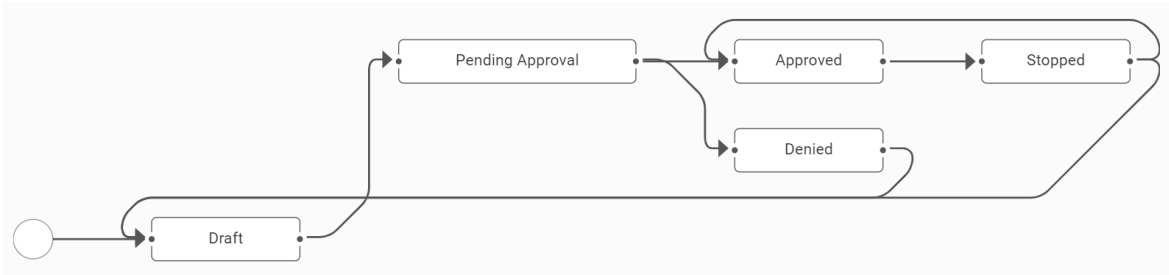 Pending Approval
Approved
Stopped
Denied
Draft